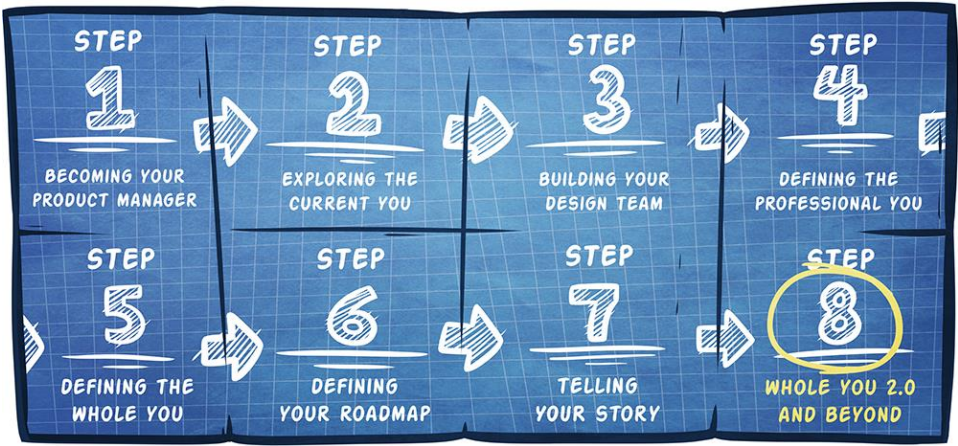 STEP
1
BECOMING YOUR
PRODUCT MANAGER
STEP
2
EXPLORING THE
CURRENT YOU
STEP
3
BUILDING YOUR
DESIGN TEAM
STEP
4
DEFINING THE
PROFESSIONAL YOU
STEP
5
DEFINING THE
WHOLE YOU
STEP
6
DEFINING
YOUR ROADMAP
STEP
7
TELLING
YOUR STORY
STEP
8
WHOLE YOU 2.0
AND BEYOND